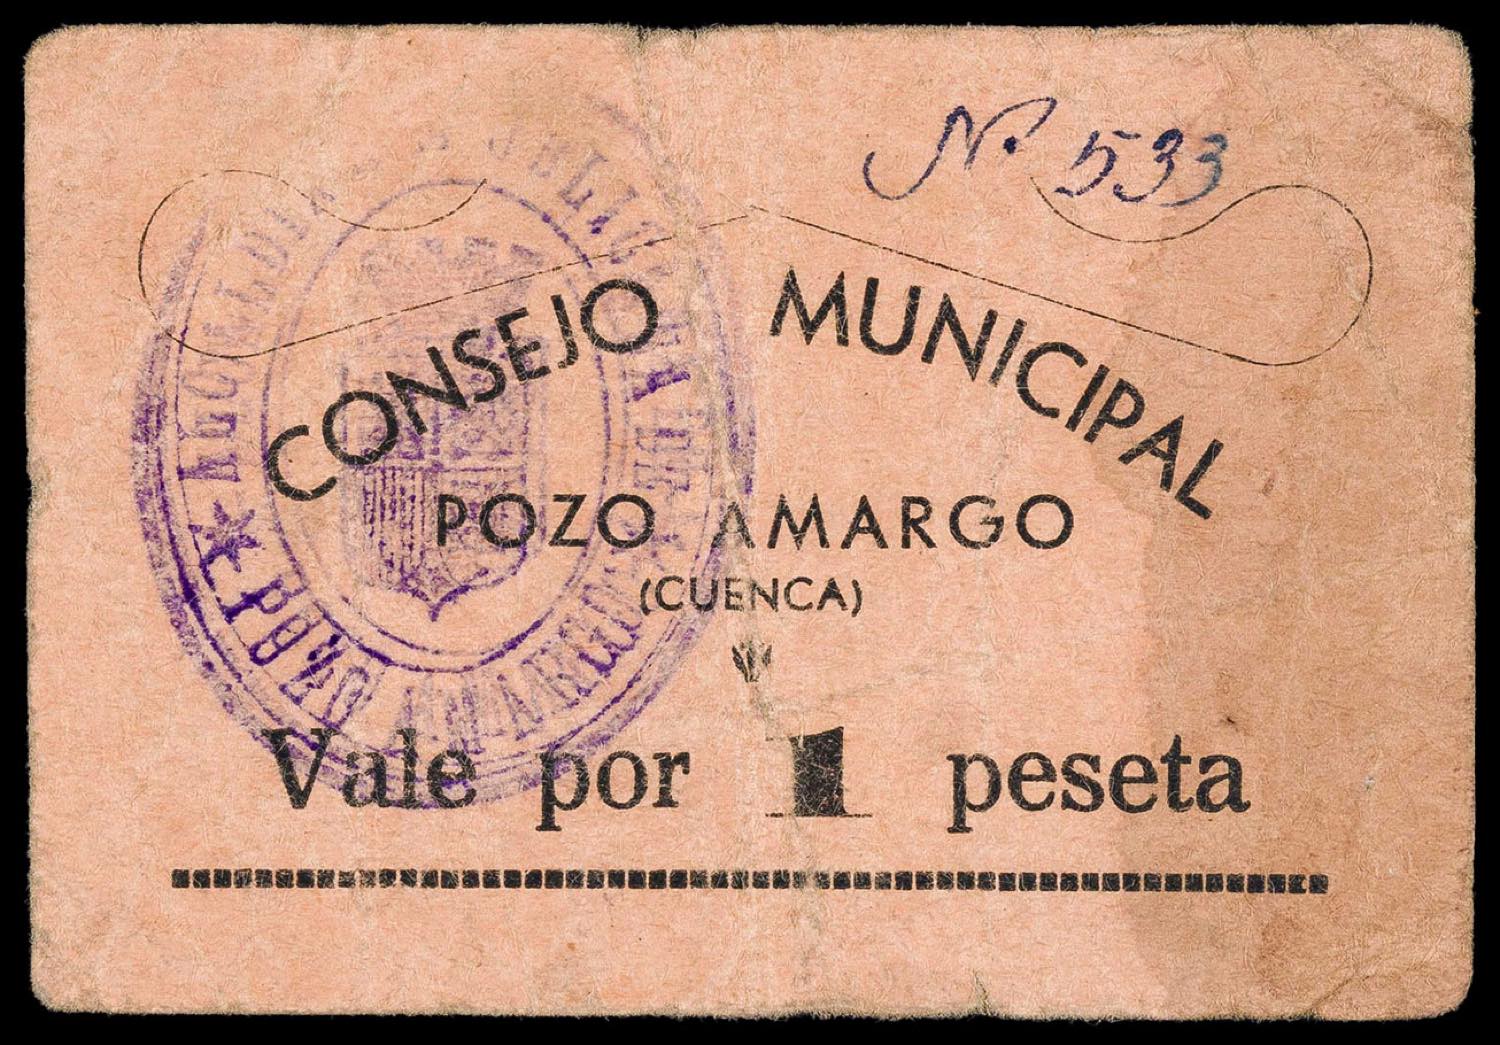 Nº 533
CONSEJO MUNICIPAL
POZO AMARGO
(CUENCA)
Vale por 1 peseta